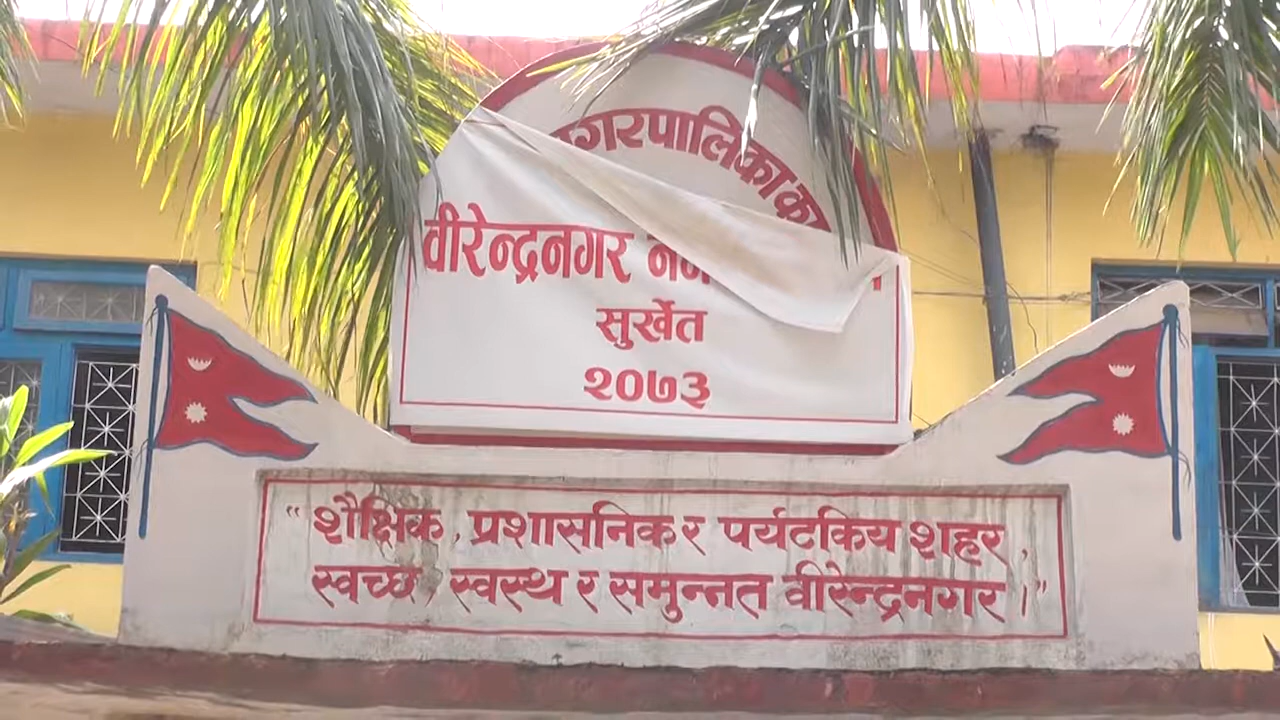 गरपालिका का
वीरेन्द्रनगर
सुर्खेत
२०७३
“ शैक्षिक, प्रशासनिक र पर्यटकिय शहर,
स्वच्छ, स्वस्थ र समुन्नत वीरेन्द्रनगर ।”